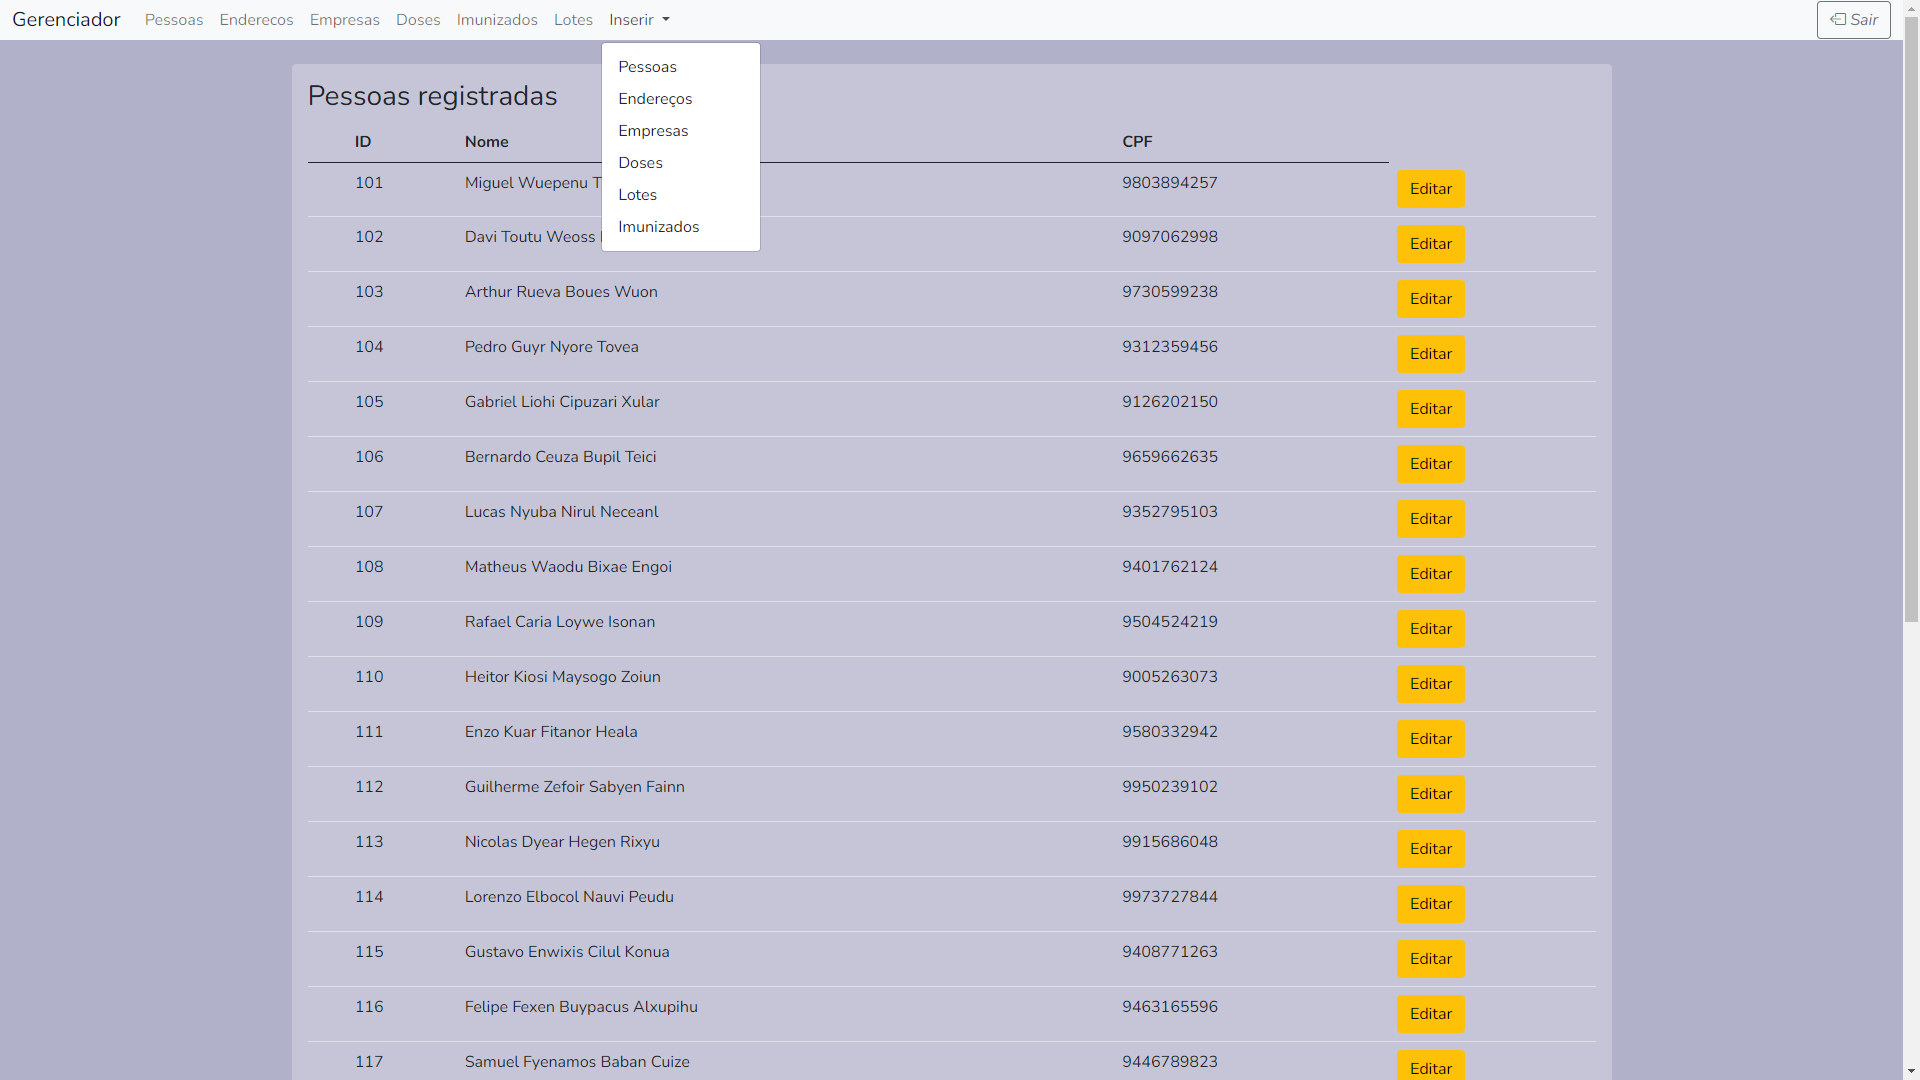 Gerenciador Pessoas Enderecos Empresas Doses Imunizados Lotes Inserir Sair
Pessoas
Endereços
Empresas
Doses
Lotes
Imunizados
Pessoas registradas
ID Nome CPF
101 Miguel Wuepenu 9803894257 Editar
102 Davi Toutu Weoss 9097062998 Editar
103 Arthur Rueva Boues Wuon 9730599238 Editar
104 Pedro Guyr Nyore Tovea 9312359456 Editar
105 Gabriel Liohi Cipuzari Xular 9126202150 Editar
106 Bernardo Ceuza Bupil Teici 9659662635 Editar
107 Lucas Nyuba Nirul Neceanl 9352795103 Editar
108 Matheus Waodu Bixae Engoi 9401762124 Editar
109 Rafael Caria Loywe Isonan 9504524219 Editar
110 Heitor Kiosi Maysogo Zoiun 9005263073 Editar
111 Enzo Kuar Fitanor Heala 9580332942 Editar
112 Guilherme Zefoir Sabyen Fainn 9950239102 Editar
113 Nicolas Dyear Hegen Rixyu 9915686048 Editar
114 Lorenzo Elbocol Nauvi Peudu 9973727844 Editar
115 Gustavo Enwixis Cilul Konua 9408771263 Editar
116 Felipe Fexen Buypacus Alxupihu 9463165596 Editar
117 Samuel Fyenamos Baban Cuize 9446789823 Editar